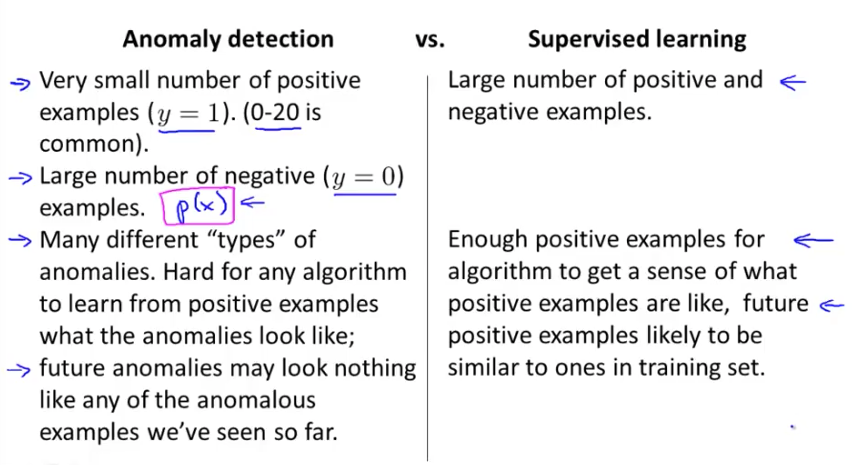 Anomaly detection vs. Supervised learning
→ Very small number of positive
examples (y = 1). (0-20 is
common).
→ Large number of negative (y = 0)
examples. p(x) ←
→ Many different “types” of
anomalies. Hard for any algorithm
to learn from positive examples
what the anomalies look like;
→ future anomalies may look nothing
like any of the anomalous
examples we’ve seen so far.
Large number of positive and ←
negative examples.
Enough positive examples for ←
algorithm to get a sense of what
positive examples are like, future ←
positive examples likely to be
similar to ones in training set.